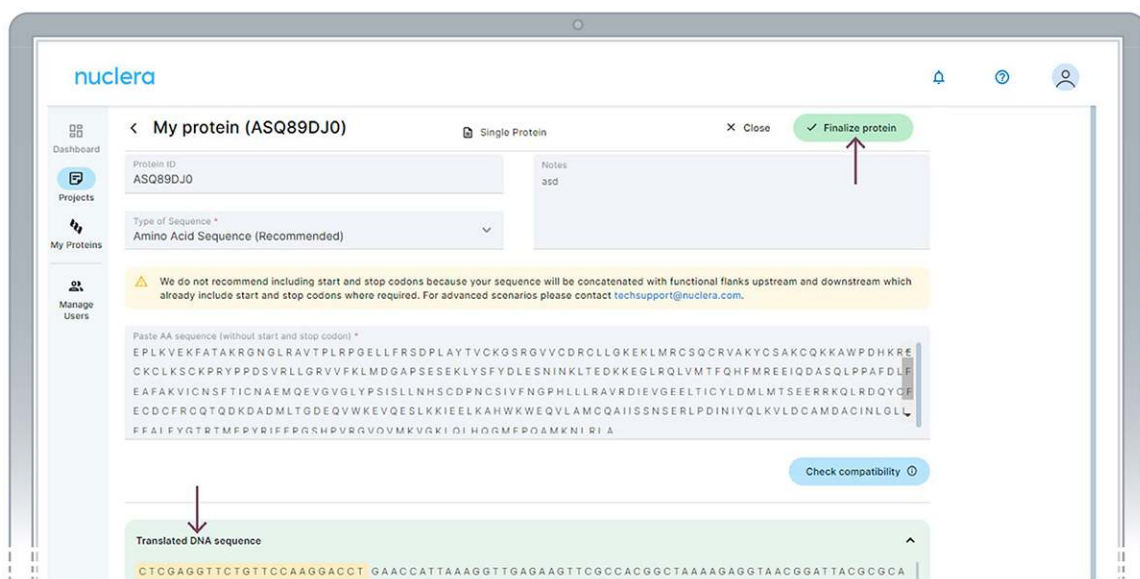 nuclera
Dashboard
Projects
My Proteins
Manage
Users
My protein (ASQ89DJ0)
Single Protein
Close
Finalize protein
Protein ID
ASQ89DJ0
Notes
asd
Type of Sequence *
Amino Acid Sequence (Recommended)
We do not recommend including start and stop codons because your sequence will be concatenated with functional flanks upstream and downstream which
already include start and stop codons where required. For advanced scenarios please contact techsupport@nuclera.com.
Paste AA sequence (without start and stop codon) *
EPLKVEKFATAKRGNGLRAVTPLRPGELLFRSDPLAYTVCKGSRGVVCDRCLLGKEKLMRCSQCRVAKYCSAKCQKKAWPDHKRE
CKCLKSCKPRYPPDSVRLLGRVVFKLMDGAPSESEKLYSFYDLESNINKLTEDKKEGLRQLVMTFQHFMREEIQDASQLPPAFDLF
EAFAKVICNSFTICNAEMQEVGVGLYPSISLLNHSCDPNCSIVFNGPHLLLRAVRDIEVGEELTICYLDMLMTSEERRKQLRDQYCF
ECDCFRCQTQDKDADMLTGDEQVWKEVQESLKKIEELKAHWKWEQVLAMCQAIISSNSERLPDINIYQLKVLDCAMDACINLGLL
EEALFYGTRTMEPYRIFFPGSHPVRGVQVMKVGKLQLHQGMFPQAMKNLRLA
Check compatibility
Translated DNA sequence
CTCGAGGTTCTGTTCCAAGGACCT GAACCATTAAAGGTTGAGAAGTTCGCCACGGCTAAAAGAGGTAACGGATTACGCGCA